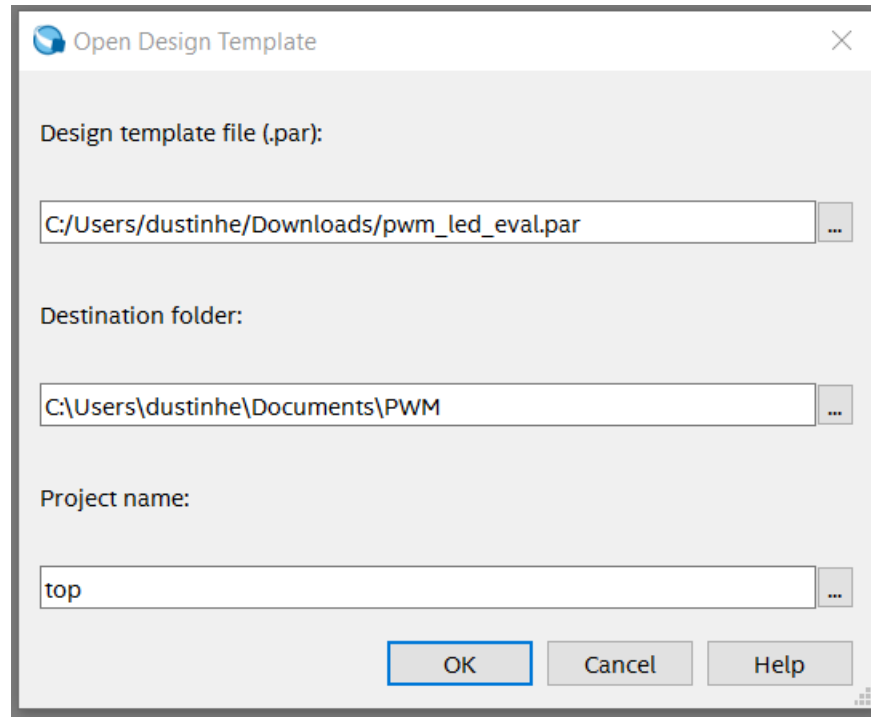 Open Design Template
Design template file (.par):
C:/Users/dustinhe/Downloads/pwm_led_eval.par
...
Destination folder:
C:\Users\dustinhe\Documents\PWM
...
Project name:
top
...
OK Cancel Help